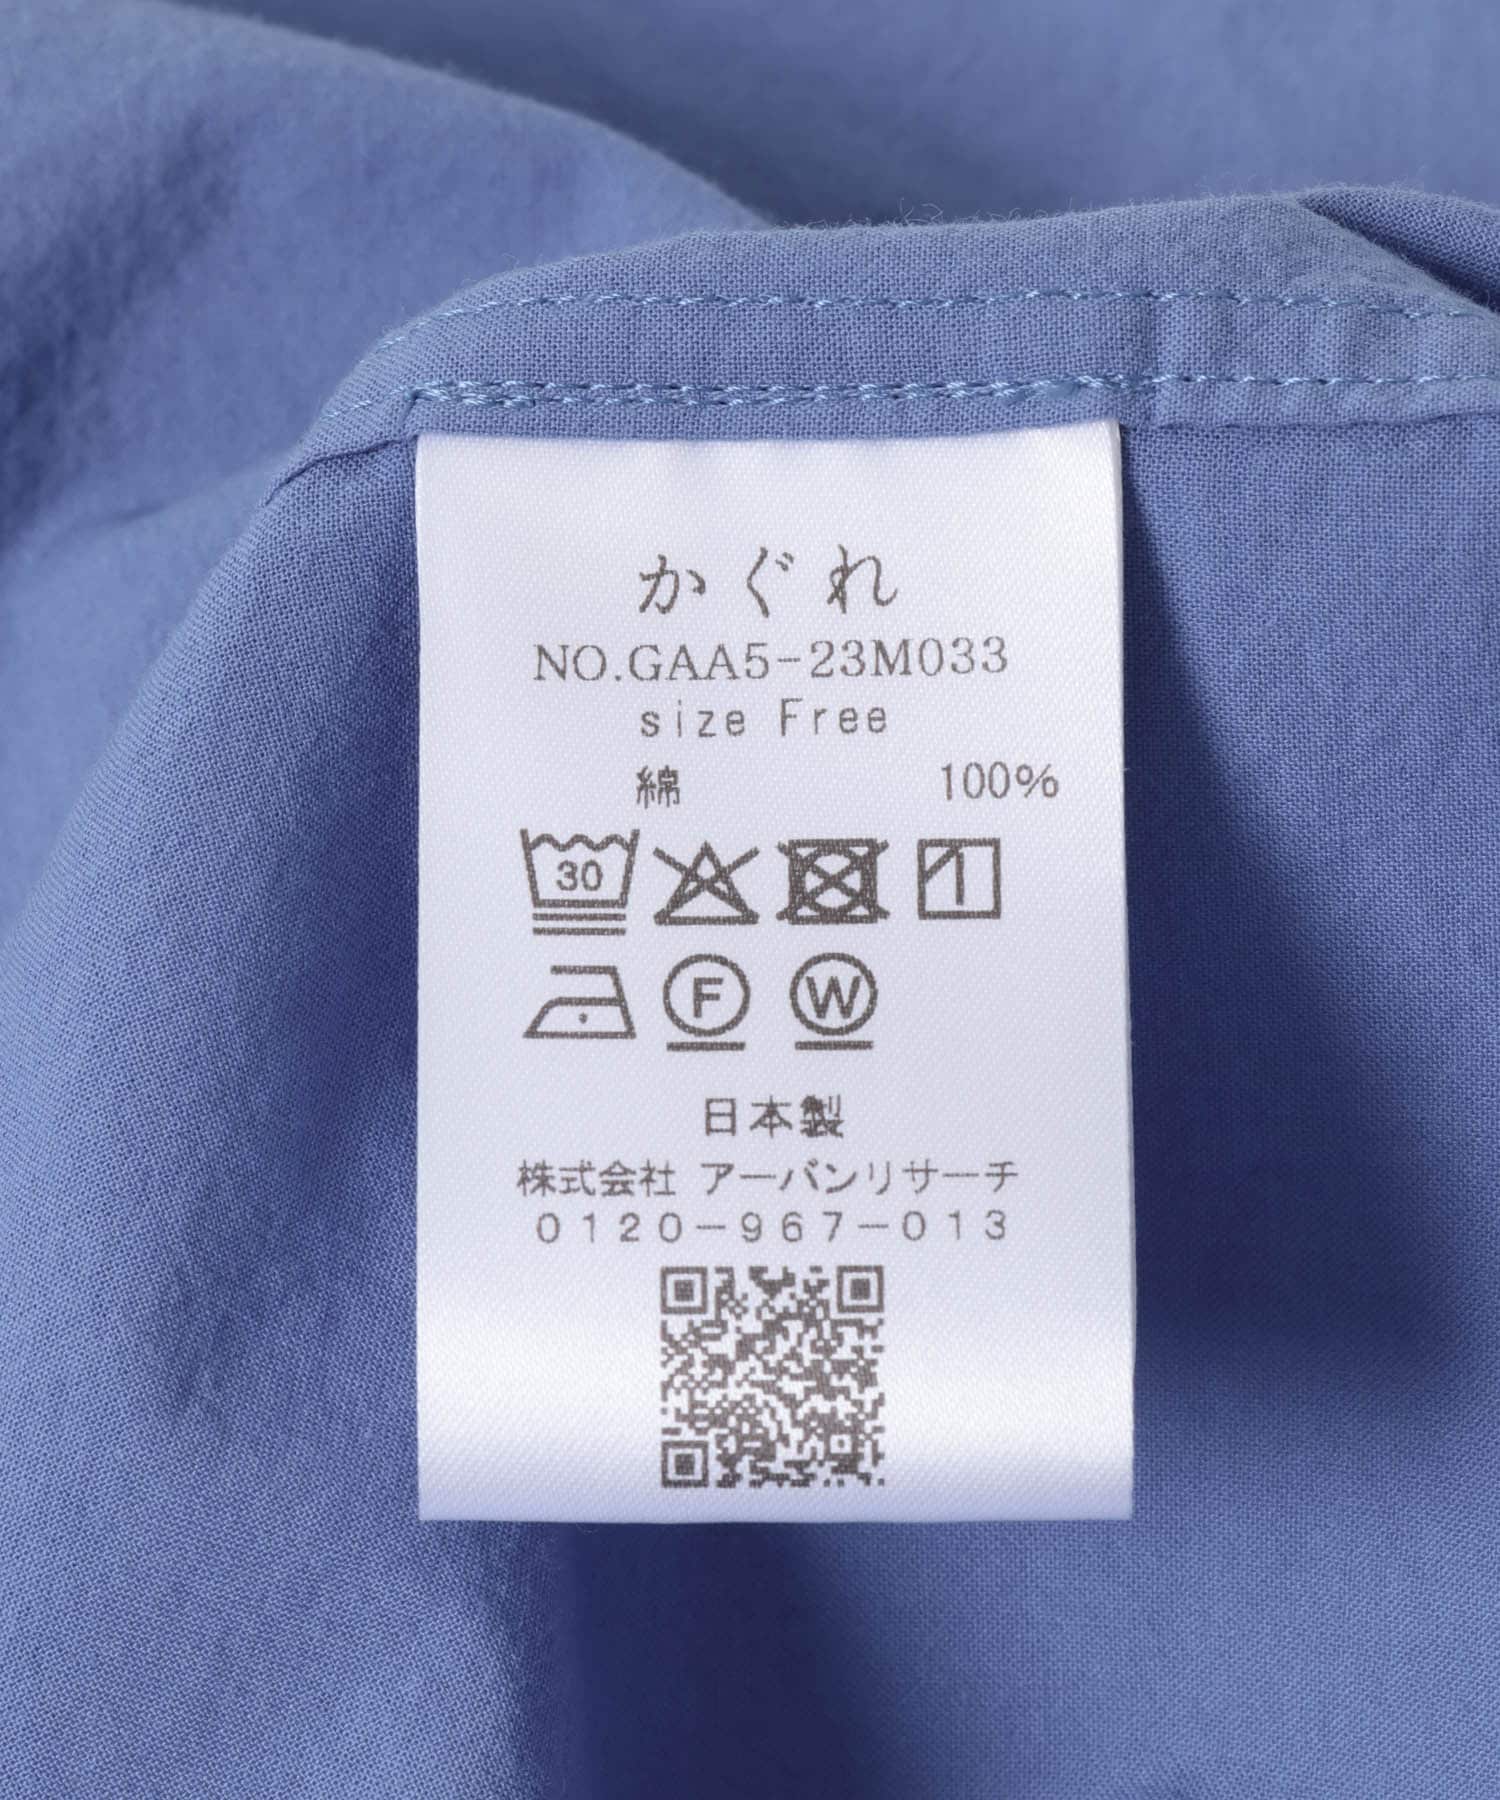 かぐれ
NO.GAA5-23M033
size Free
綿 100%
30
F W
日本製
株式会社 アーバンリサーチ
0120-967-013